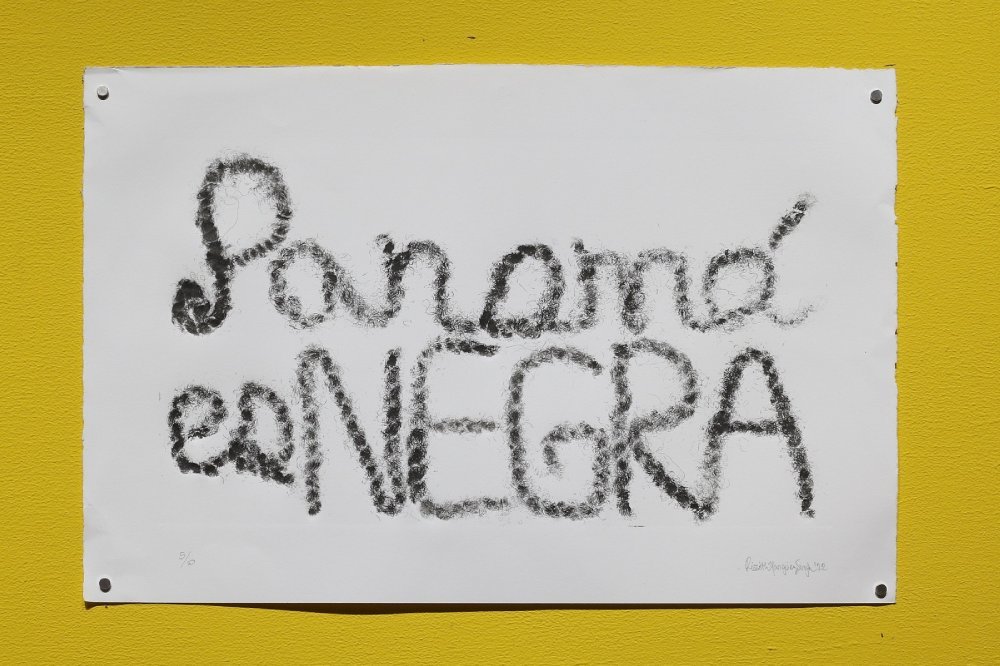 Panamá
es NEGRA
5/10